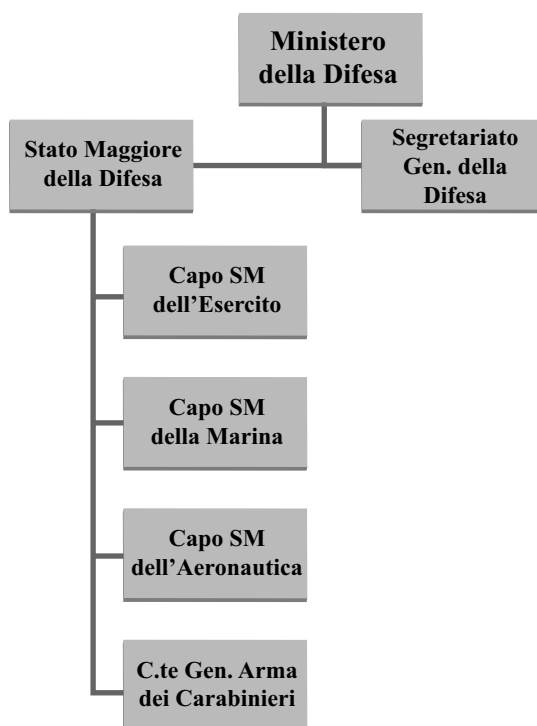 Ministero
della Difesa
Stato Maggiore
della Difesa
Segretariato
Gen. della
Difesa
Capo SM
dell’Esercito
Capo SM
della Marina
Capo SM
dell’Aeronautica
C.te Gen. Arma
dei Carabinieri